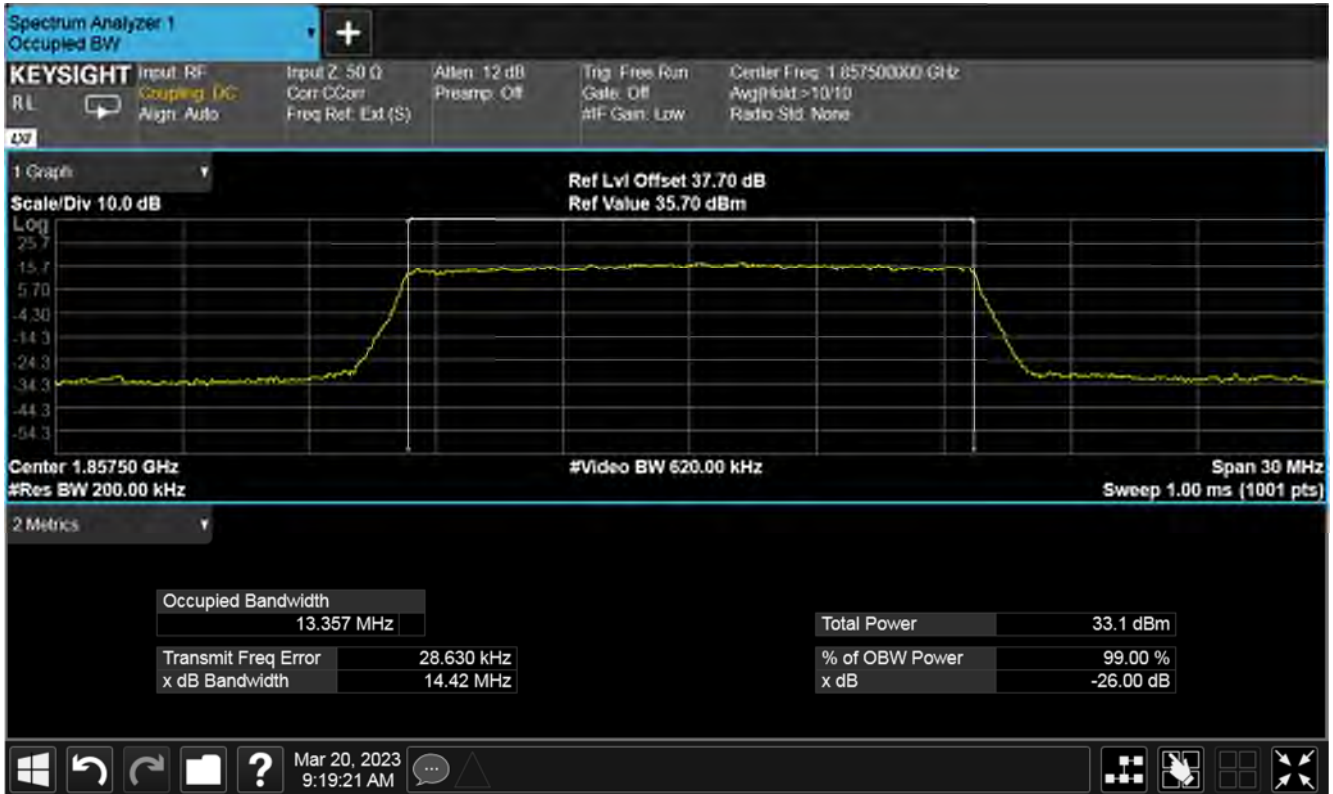 Spectrum Analyzer 1
Occupied BW
+
KEYSIGHT
RL
LXI
Input: RF
Coupling: DC
Align: Auto
Input Z: 50 Ω
Corr CCorr
Freq Ref: Ext (S)
Atten: 12 dB
Preamp: Off
Trig: Free Run
Gate: Off
#IF Gain: Low
Center Freq: 1.857500000 GHz
Avg|Hold:>10/10
Radio Std: None
1 Graph
Scale/Div 10.0 dB
Ref Lvl Offset 37.70 dB
Ref Value 35.70 dBm
Log
25.7
15.7
5.70
-4.30
-14.3
-24.3
-34.3
-44.3
-54.3
Center 1.85750 GHz
#Video BW 620.00 kHz
Span 30 MHz
#Res BW 200.00 kHz
Sweep 1.00 ms (1001 pts)
2 Metrics
Occupied Bandwidth
13.357 MHz
Total Power 33.1 dBm
Transmit Freq Error 28.630 kHz
% of OBW Power 99.00 %
x dB Bandwidth 14.42 MHz
x dB -26.00 dB
?
Mar 20, 2023
9:19:21 AM